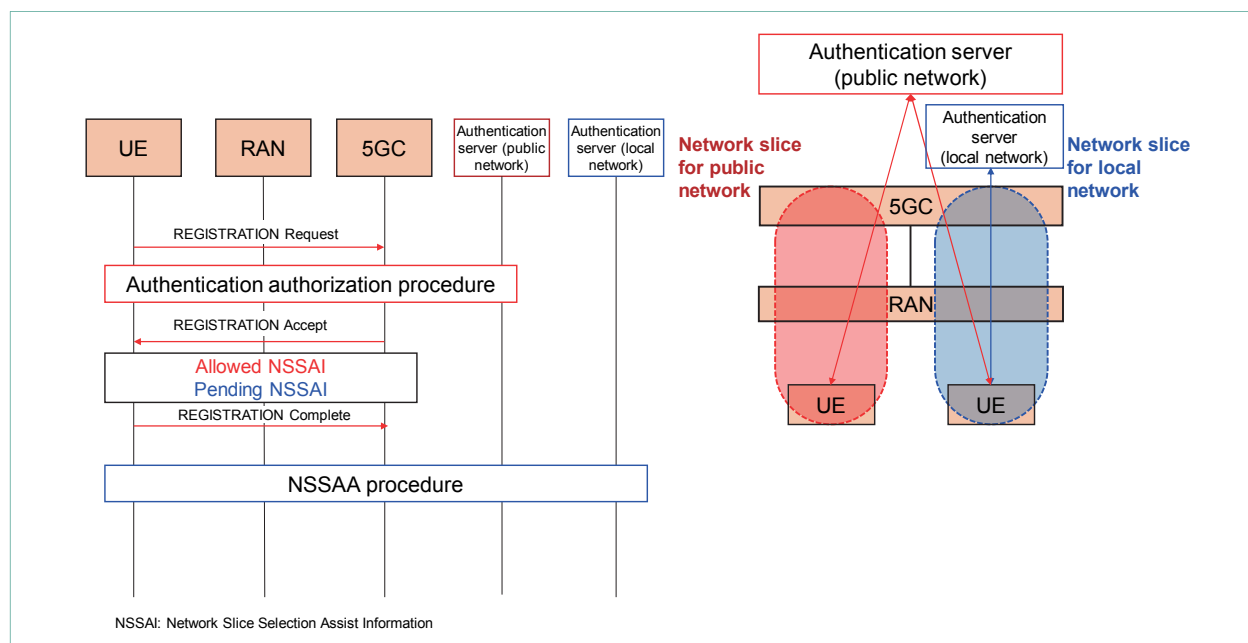 UE
RAN
5GC
Authentication
server (public
network)
Authentication
server (local
network)
REGISTRATION Request
Authentication authorization procedure
REGISTRATION Accept
Allowed NSSAI
Pending NSSAI
REGISTRATION Complete
NSSAA procedure
NSSAI: Network Slice Selection Assist Information
Authentication server
(public network)
Authentication
server
(local network)
Network slice
for public
network
Network slice
for local
network
5GC
RAN
UE
UE